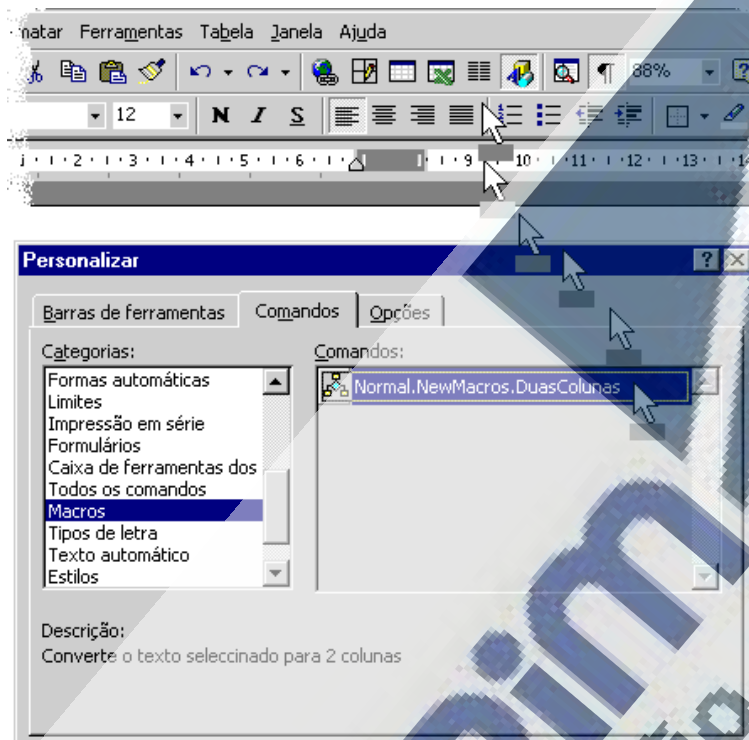 matar Ferramentas Tabela Janela Ajuda
88%
12 N I S
1 · 2 · 3 · 4 · 5 · 6 · 9 · 10 · 11 · 12 · 13 · 14
Personalizar
Barras de ferramentas Comandos Opções
Categorias: Comandos:
Formas automáticas
Limites
Impressão em série
Formulários
Caixa de ferramentas dos
Todos os comandos
Macros
Tipos de letra
Texto automático
Estilos
Normal.NewMacros.DuasColunas
Descrição:
Converte o texto seleccinado para 2 colunas